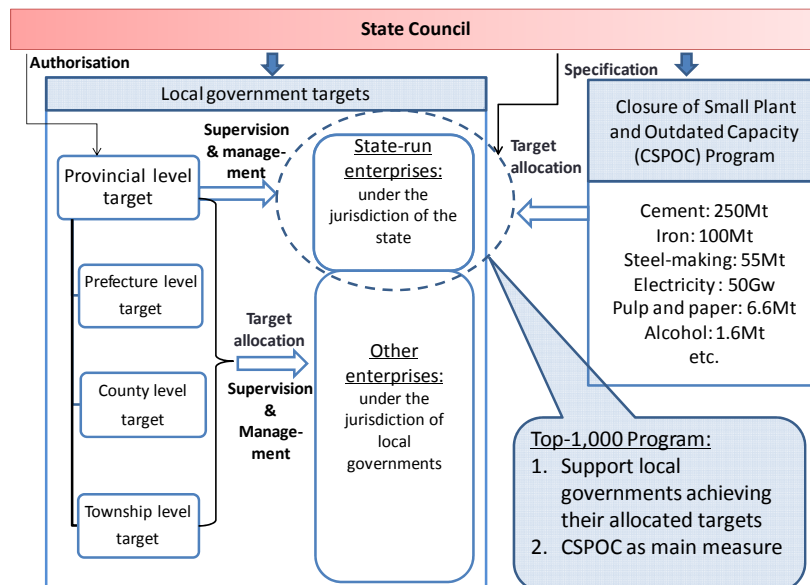 State Council
Authorisation
Specification
Local government targets
Closure of Small Plant
and Outdated Capacity
(CSPOC) Program
Supervision
& manage-
ment
State-run
enterprises:
under the
jurisdiction of the
state
Target
allocation
Provincial level
target
Cement: 250Mt
Iron: 100Mt
Steel-making: 55Mt
Electricity : 50Gw
Pulp and paper: 6.6Mt
Alcohol: 1.6Mt
etc.
Prefecture level
target
Target
allocation
Supervision
&
Manage-
ment
Other
enterprises:
under the
jurisdiction of
local
governments
County level
target
Township level
target
Top-1,000 Program:
1. Support local
governments achieving
their allocated targets
2. CSPOC as main measure